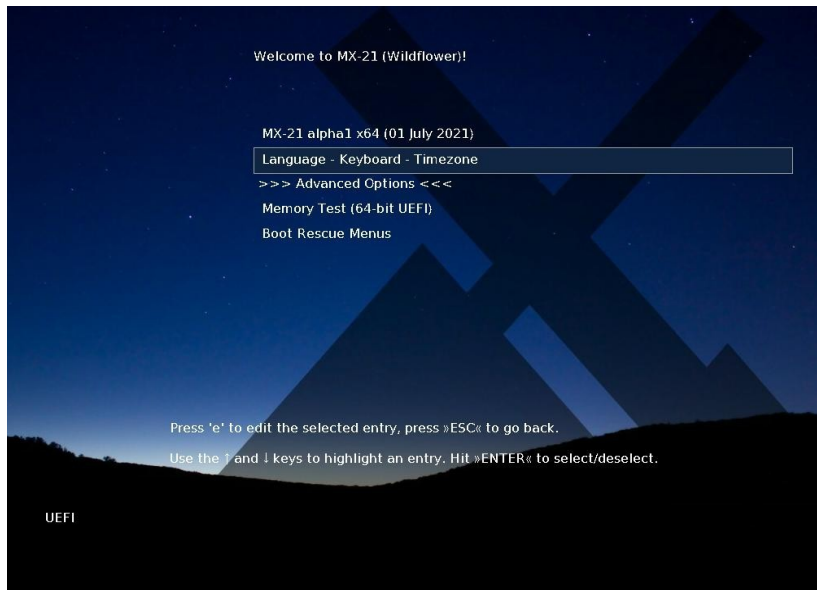 Welcome to MX-21 (Wildflower)!
MX-21 alpha1 x64 (01 July 2021)
Language - Keyboard - Timezone
>>> Advanced Options <<<
Memory Test (64-bit UEFI)
Boot Rescue Menus
Press 'e' to edit the selected entry, press »ESC« to go back.
Use the ↑ and ↓ keys to highlight an entry. Hit »ENTER« to select/deselect.
UEFI